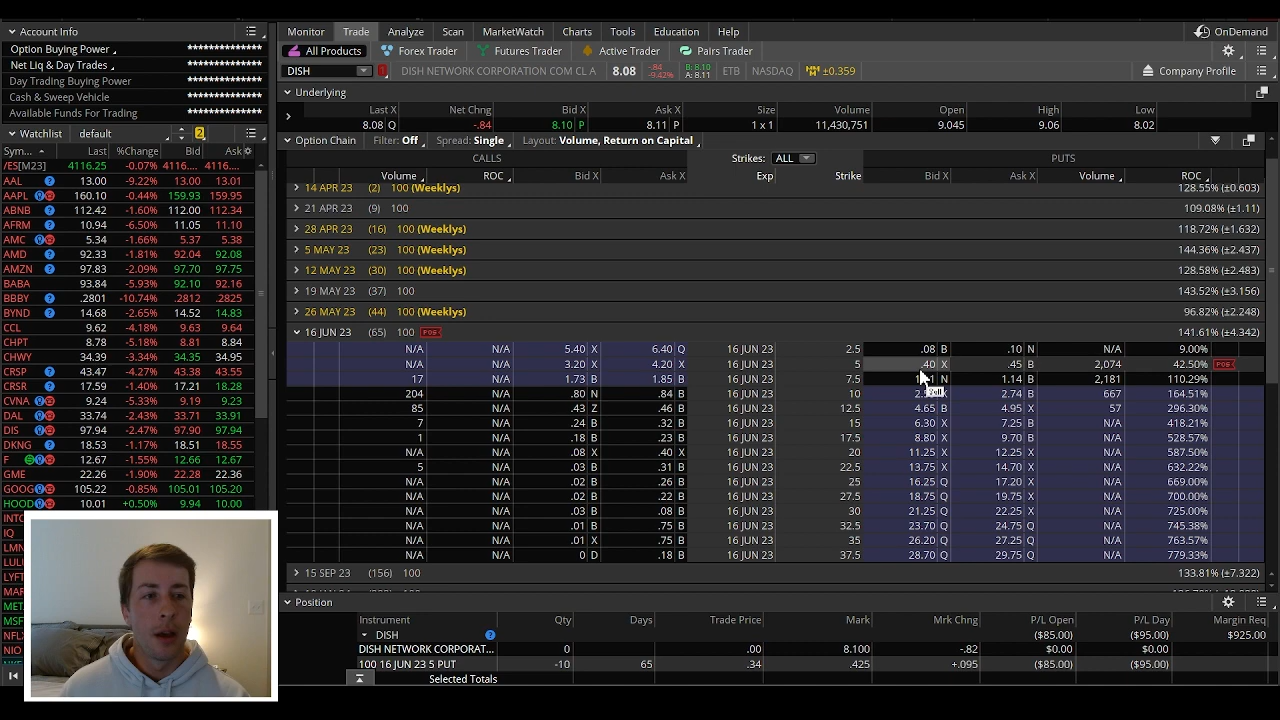 Account Info
Option Buying Power **************
Net Liq & Day Trades **************
Day Trading Buying Power **************
Cash & Sweep Vehicle **************
Available Funds For Trading **************
Watchlist default 2
Sym... Last %Change Bid Ask
/ES[M23] 4116.25 -0.07% 4116.... 4116....
AAL 13.00 -9.22% 13.00 13.01
AAPL 160.10 -0.44% 159.93 159.95
ABNB 112.42 -1.60% 112.00 112.34
AFRM 10.94 -6.50% 11.05 11.10
AMC 5.34 -1.66% 5.37 5.38
AMD 92.33 -1.81% 92.04 92.08
AMZN 97.83 -2.09% 97.70 97.75
BABA 93.84 -5.93% 92.10 92.16
BBBY .2801 -10.74% .2812 .2825
BYND 14.68 -2.65% 14.52 14.83
CCL 9.62 -4.18% 9.63 9.64
CHPT 8.78 -5.18% 8.81 8.84
CHWY 34.39 -3.34% 34.35 34.95
CRSP 47.27 -4.27% 43.38 43.55
CRSR 17.59 -1.40% 17.21 18.28
CVNA 9.24 -5.33% 9.19 9.23
DAL 33.74 -2.43% 33.71 33.91
DIS 97.94 -2.47% 97.90 97.94
DKNG 18.53 -1.17% 18.51 18.55
F 12.67 -1.55% 12.66 12.67
GME 22.26 -1.90% 22.28 22.36
GOOG 105.22 -0.85% 105.01 105.20
HOOD 10.01 +0.50% 9.94 10.00
INTC
IQ
LMN
LULU
LYFT
MAR
MET
MSF
NFLX
NIO
Monitor Trade Analyze Scan MarketWatch Charts Tools Education Help OnDemand
All Products Forex Trader Futures Trader Active Trader Pairs Trader
DISH DISH NETWORK CORPORATION COM CL A 8.08 -.84 -9.42% B: 8.10 A: 8.11 ETB NASDAQ ±0.359 Company Profile
Underlying
Last X Net Chng Bid X Ask X Size Volume Open High Low
8.08 Q -.84 8.10 P 8.11 P 1 x 1 11,430,751 9.045 9.06 8.02
Option Chain Filter: Off Spread: Single Layout: Volume, Return on Capital
CALLS Strikes: ALL PUTS
Volume ROC Bid X Ask X Exp Strike Bid X Ask X Volume ROC
14 APR 23 (2) 100 (Weeklys) 128.55% (±0.603)
21 APR 23 (9) 100 109.08% (±1.11)
28 APR 23 (16) 100 (Weeklys) 118.72% (±1.632)
5 MAY 23 (23) 100 (Weeklys) 144.36% (±2.437)
12 MAY 23 (30) 100 (Weeklys) 128.58% (±2.483)
19 MAY 23 (37) 100 143.52% (±3.156)
26 MAY 23 (44) 100 (Weeklys) 96.82% (±2.248)
16 JUN 23 (65) 100 POS 141.61% (±4.342)
N/A N/A 5.40 X 6.40 Q 16 JUN 23 2.5 .08 B .10 N N/A 9.00%
N/A N/A 3.20 X 4.20 X 16 JUN 23 5 .40 X .45 B 2,074 42.50% POS
17 N/A 1.73 B 1.85 B 16 JUN 23 7.5 N 1.14 B 2,181 110.29%
204 N/A .80 N .84 B 16 JUN 23 10 2.74 B 667 164.51%
85 N/A .43 Z .46 B 16 JUN 23 12.5 4.65 B 4.95 X 57 296.30%
7 N/A .24 B .32 B 16 JUN 23 15 6.30 X 7.25 B N/A 418.21%
1 N/A .18 B .23 B 16 JUN 23 17.5 8.80 X 9.70 B N/A 528.57%
N/A N/A .08 X .40 X 16 JUN 23 20 11.25 X 12.25 X N/A 587.50%
5 N/A .03 B .31 B 16 JUN 23 22.5 13.73 X 14.70 X N/A 632.22%
N/A N/A .02 B .26 B 16 JUN 23 25 16.25 Q 17.20 X N/A 669.00%
N/A N/A .02 B .22 B 16 JUN 23 27.5 Q 19.75 X N/A 700.00%
N/A N/A .03 B .08 B 16 JUN 23 30 21.25 Q 22.25 X N/A 725.00%
N/A N/A .01 X .75 B 16 JUN 23 32.5 23.70 Q 24.75 Q N/A 745.38%
N/A N/A .01 X .75 B 16 JUN 23 35 26.20 Q 27.25 Q N/A 763.57%
N/A N/A 0 D .18 B 16 JUN 23 37.5 28.70 Q 29.75 Q N/A 779.33%
15 SEP 23 (156) 100 133.81% (±7.322)
Position
Instrument Qty Days Trade Price Mark Mrk Chng P/L Open P/L Day Margin Req
DISH ($85.00) ($95.00) $925.00
DISH NETWORK CORPORAT... 0 .00 8.100 -.82 $0.00 $0.00
100 16 JUN 23 5 PUT -10 65 .34 .425 +.095 ($85.00) ($95.00)
Selected Totals